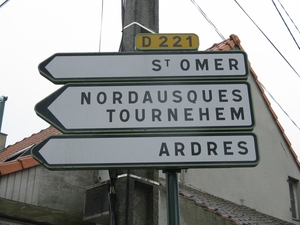 D 221
ST OMER
NORDAUSQUES
TOURNEHEM
ARDRES